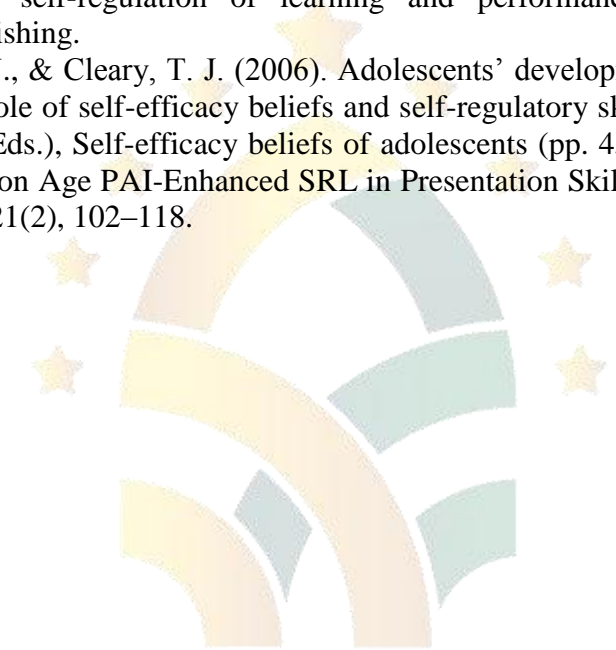 self-regulation of learning and performanc
ishing.
J., & Cleary, T. J. (2006). Adolescents’ develop
ole of self-efficacy beliefs and self-regulatory sk
Eds.), Self-efficacy beliefs of adolescents (pp. 4
on Age PAI-Enhanced SRL in Presentation Skil
21(2), 102–118.